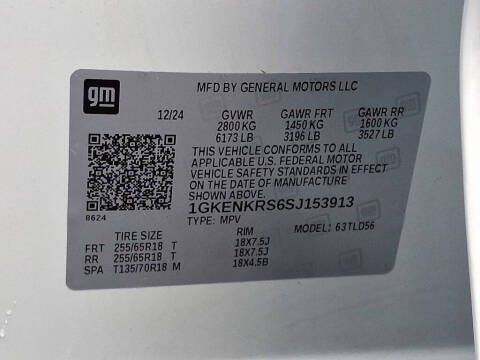 gm
MFD BY GENERAL MOTORS LLC
12/24 GVWR GAWR FRT GAWR RR
2800 KG 1450 KG 1600 KG
6173 LB 3196 LB 3527 LB
THIS VEHICLE CONFORMS TO ALL
APPLICABLE U.S. FEDERAL MOTOR
VEHICLE SAFETY STANDARDS IN EFFECT
ON THE DATE OF MANUFACTURE
SHOWN ABOVE.
8624
1GKENKRS6SJ153913
TYPE: MPV MODEL: 63TLD56
TIRE SIZE RIM
FRT 255/65R18 T 18X7.5J
RR 255/65R18 T 18X7.5J
SPA T135/70R18 M 18X4.5B